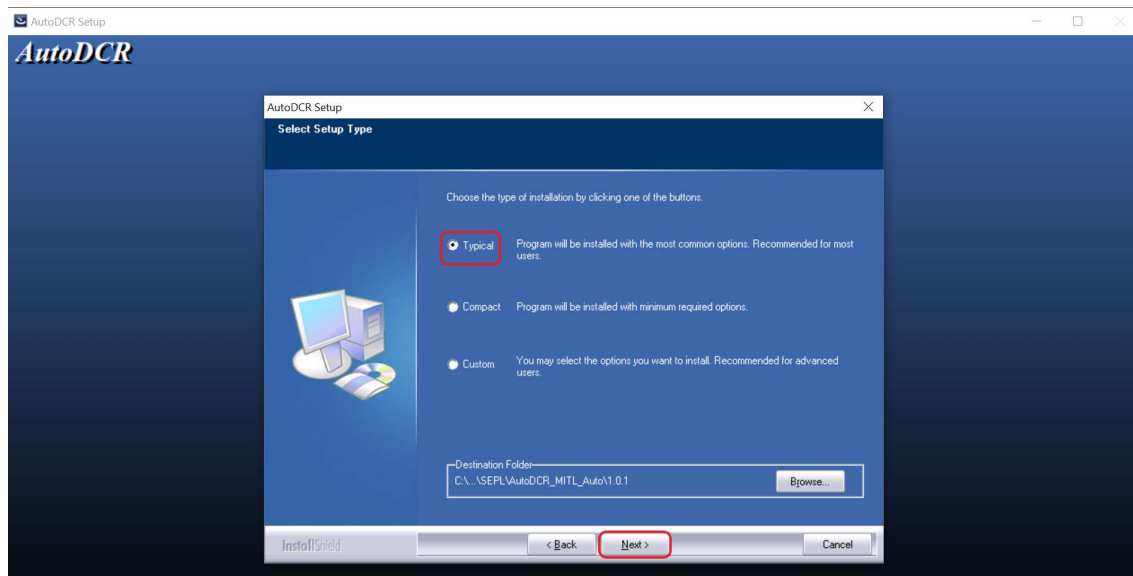 AutoDCR Setup
AutoDCR
AutoDCR Setup
Select Setup Type
Choose the type of installation by clicking one of the buttons.
Typical
Program will be installed with the most common options. Recommended for most
users.
Compact
Program will be installed with minimum required options.
Custom
You may select the options you want to install. Recommended for advanced
users.
Destination Folder
C:\...\SEPL\AutoDCR_MITL_Auto\1.0.1
Browse...
InstallShield
< Back
Next >
Cancel